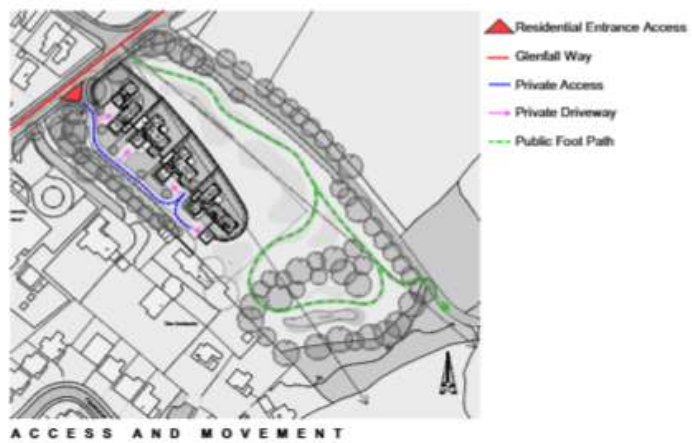 Residential Entrance Access
Glenfall Way
Private Access
Private Driveway
Public Foot Path
ACCESS AND MOVEMENT